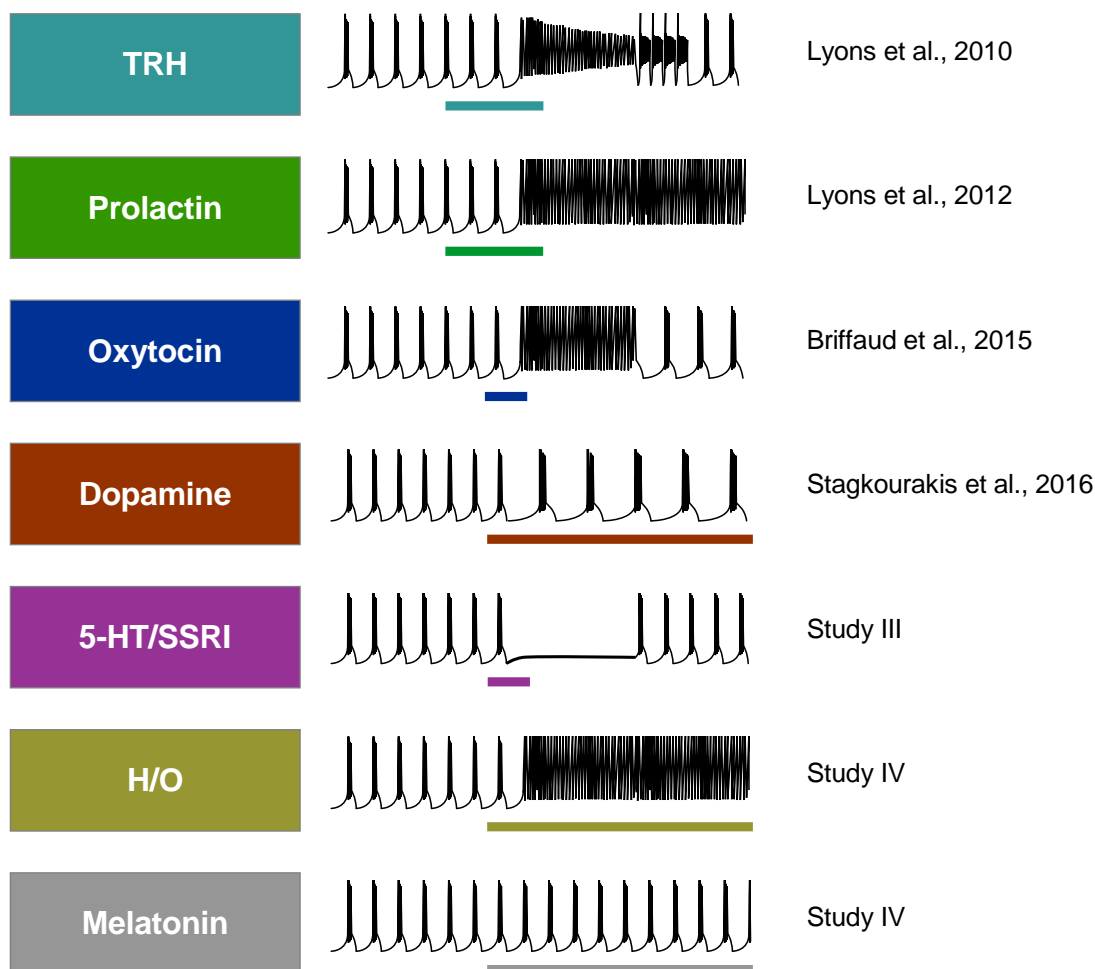 TRH
Lyons et al., 2010
Prolactin
Lyons et al., 2012
Oxytocin
Briffaud et al., 2015
Dopamine
Stagkourakis et al., 2016
5-HT/SSRI
Study III
H/O
Study IV
Melatonin
Study IV